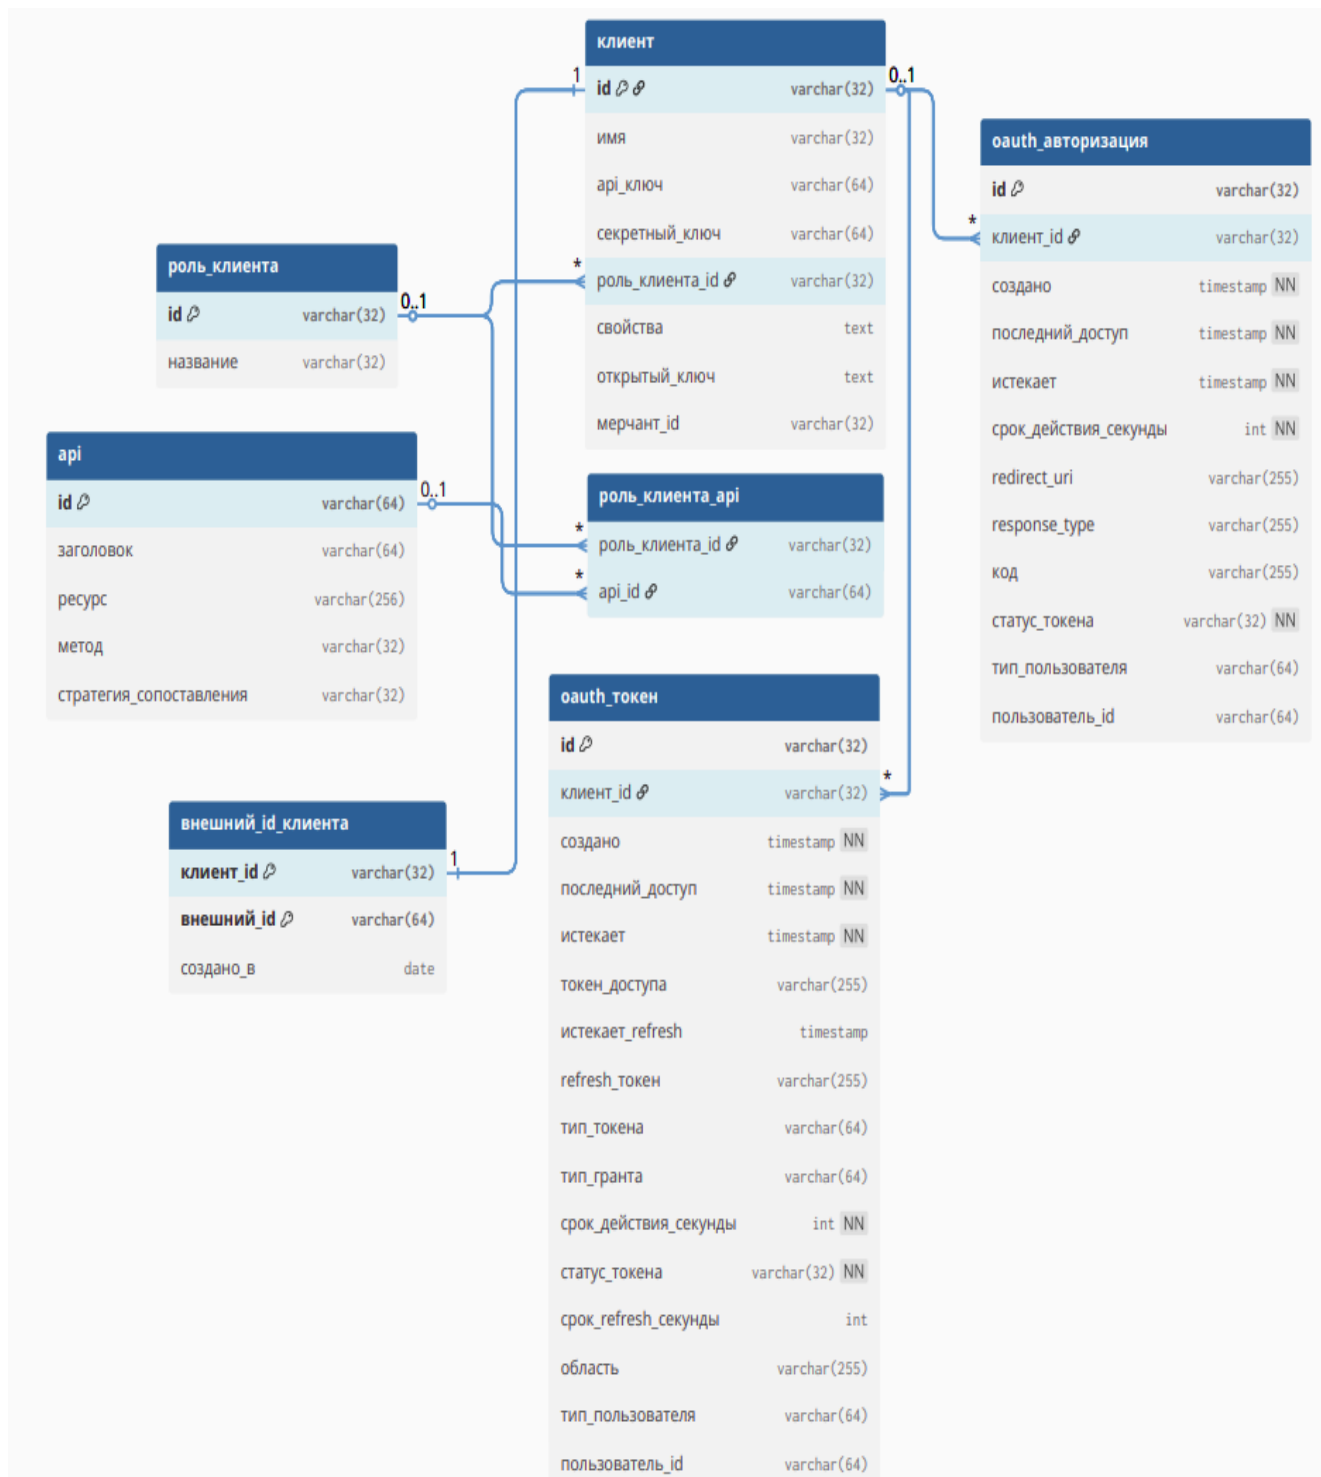 клиент
id varchar(32)
имя varchar(32)
api_ключ varchar(64)
секретный_ключ varchar(64)
роль_клиента_id varchar(32)
свойства text
открытый_ключ text
мерчант_id varchar(32)
1
0..1
*
oauth_авторизация
id varchar(32)
*
клиент_id varchar(32)
создано timestamp NN
последний_доступ timestamp NN
истекает timestamp NN
срок_действия_секунды int NN
redirect_uri varchar(255)
response_type varchar(255)
код varchar(255)
статус_токена varchar(32) NN
тип_пользователя varchar(64)
пользователь_id varchar(64)
роль_клиента
id varchar(32)
0..1
название varchar(32)
api
id varchar(64)
0..1
заголовок varchar(64)
ресурс varchar(256)
метод varchar(32)
стратегия_сопоставления varchar(32)
роль_клиента_api
*
роль_клиента_id varchar(32)
*
api_id varchar(64)
внешний_id_клиента
клиент_id varchar(32)
1
внешний_id varchar(64)
создано_в date
oauth_токен
id varchar(32)
*
клиент_id varchar(32)
создано timestamp NN
последний_доступ timestamp NN
истекает timestamp NN
токен_доступа varchar(255)
истекает_refresh timestamp
refresh_токен varchar(255)
тип_токена varchar(64)
тип_гранта varchar(64)
срок_действия_секунды int NN
статус_токена varchar(32) NN
срок_refresh_секунды int
область varchar(255)
тип_пользователя varchar(64)
пользователь_id varchar(64)